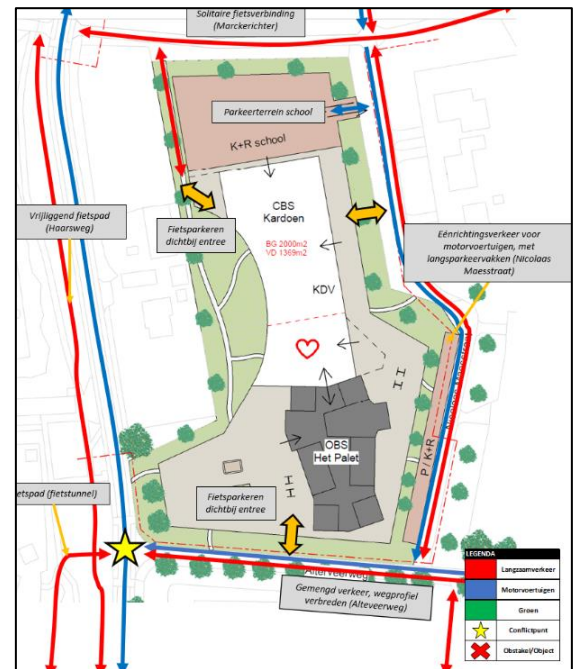 Solitaire fietsverbinding
(Marckerichter)
Parkeerterrein school
K+R school
CBS
Kardoen
BG 2000m2
VD 1369m2
KDV
Vrijliggend fietspad
(Haarsweg)
Fietsparkeren
dichtbij entree
Eénrichtingsverkeer voor
motorvoertuigen, met
langsparkeervakken (Nicolaas
Maesstraat)
OBS
Het Palet
P / K+R
etspad (fietstunnel)
Fietsparkeren
dichtbij entree
Alteveerweg
Gemengd verkeer, wegprofiel
verbreden (Alteveerweg)
LEGENDA
Langzaamverkeer
Motorvoertuigen
Groen
Conflictpunt
Obstakel/Object